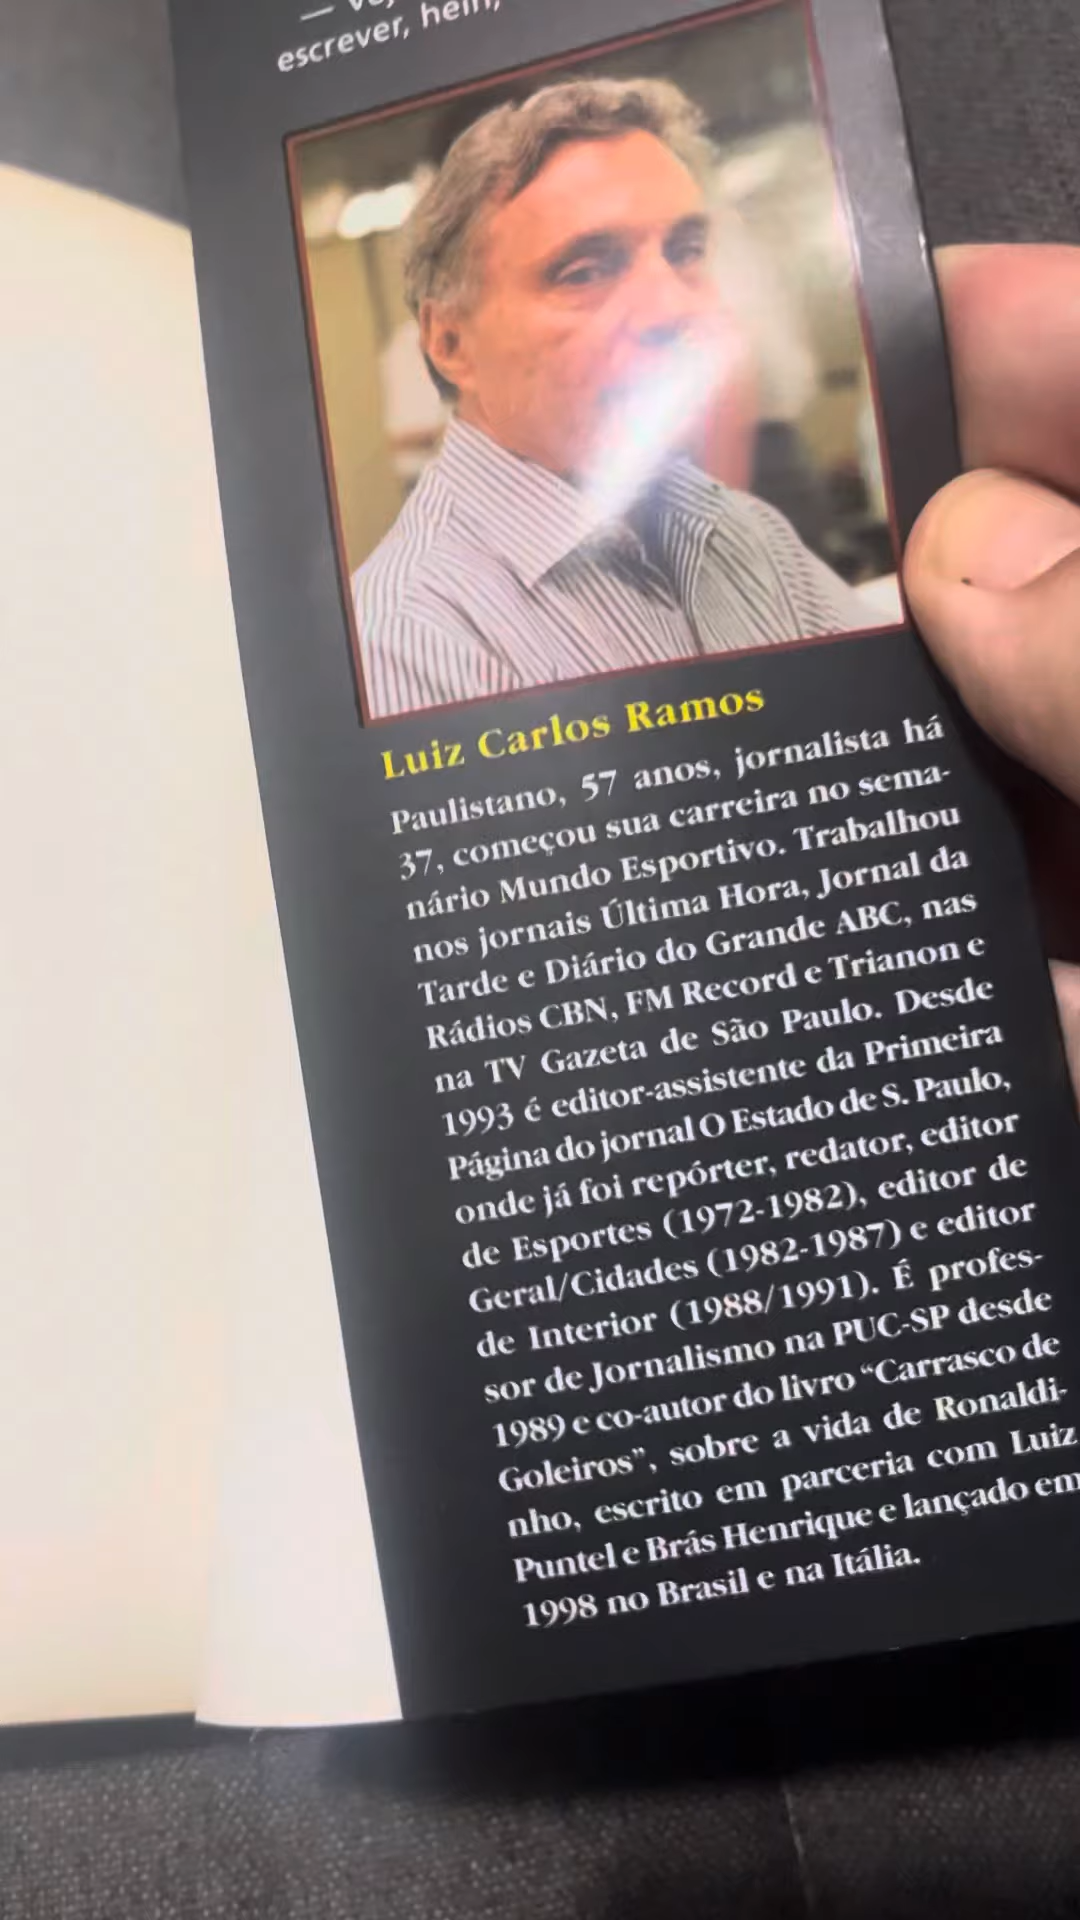 escrever, hein,
Luiz Carlos Ramos
Paulistano, 57 anos, jornalista há
37, começou sua carreira no sema-
nário Mundo Esportivo. Trabalhou
nos jornais Última Hora, Jornal da
Tarde e Diário do Grande ABC, nas
Rádios CBN, FM Record e Trianon e
na TV Gazeta de São Paulo. Desde
1993 é editor-assistente da Primeira
Página do jornal O Estado de S. Paulo,
onde já foi repórter, redator, editor
de Esportes (1972-1982), editor de
Geral/Cidades (1982-1987) e editor
de Interior (1988/1991). É profes-
sor de Jornalismo na PUC-SP desde
1989 e co-autor do livro “Carrasco de
Goleiros”, sobre a vida de Ronaldi-
nho, escrito em parceria com Luiz
Puntel e Brás Henrique e lançado em
1998 no Brasil e na Itália.